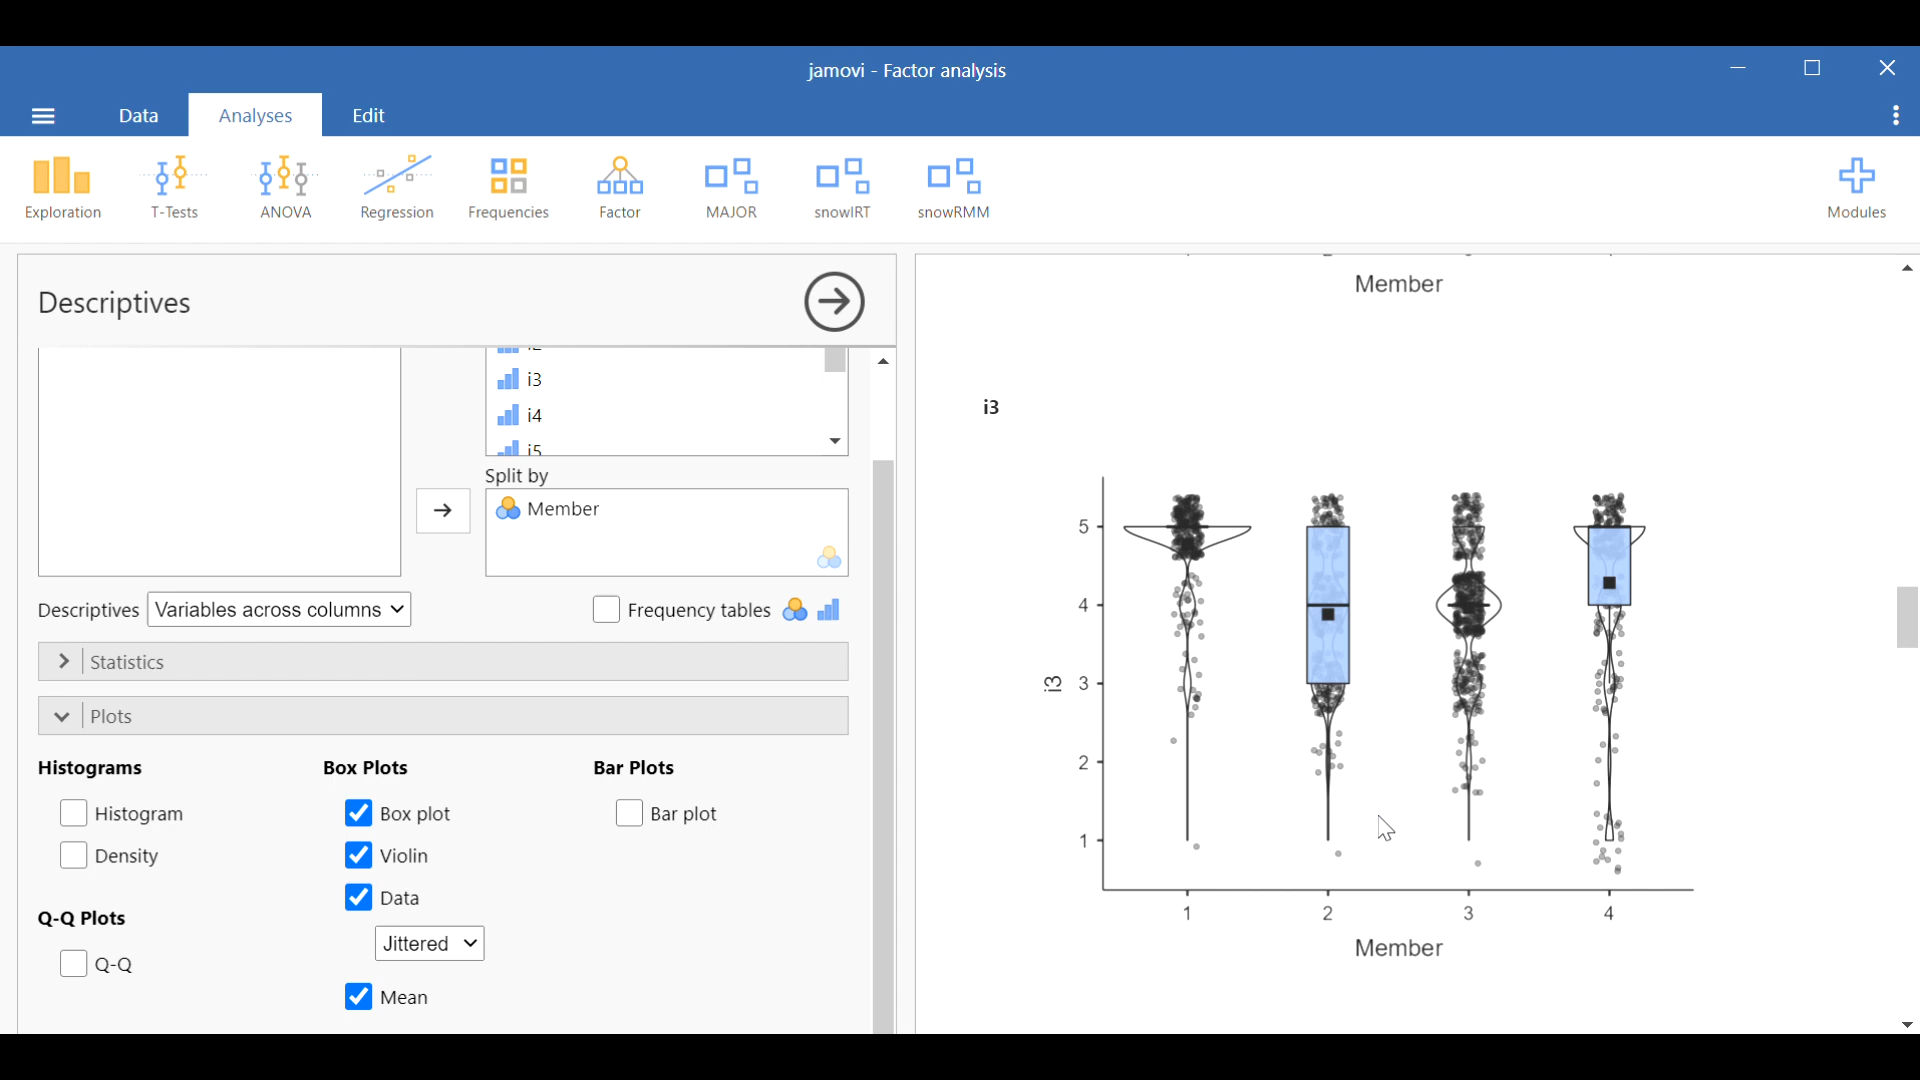 jamovi - Factor analysis
Data
Analyses
Edit
Exploration
T-Tests
ANOVA
Regression
Frequencies
Factor
MAJOR
snowIRT
snowRMM
Modules
Descriptives
i3
i4
i5
Split by
Member
Descriptives Variables across columns
Frequency tables
Statistics
Plots
Histograms
Histogram
Density
Q-Q Plots
Q-Q
Box Plots
Box plot
Violin
Data
Jittered
Mean
Bar Plots
Bar plot
Member
i3
5
4
3
2
1
i3
1 2 3 4
Member